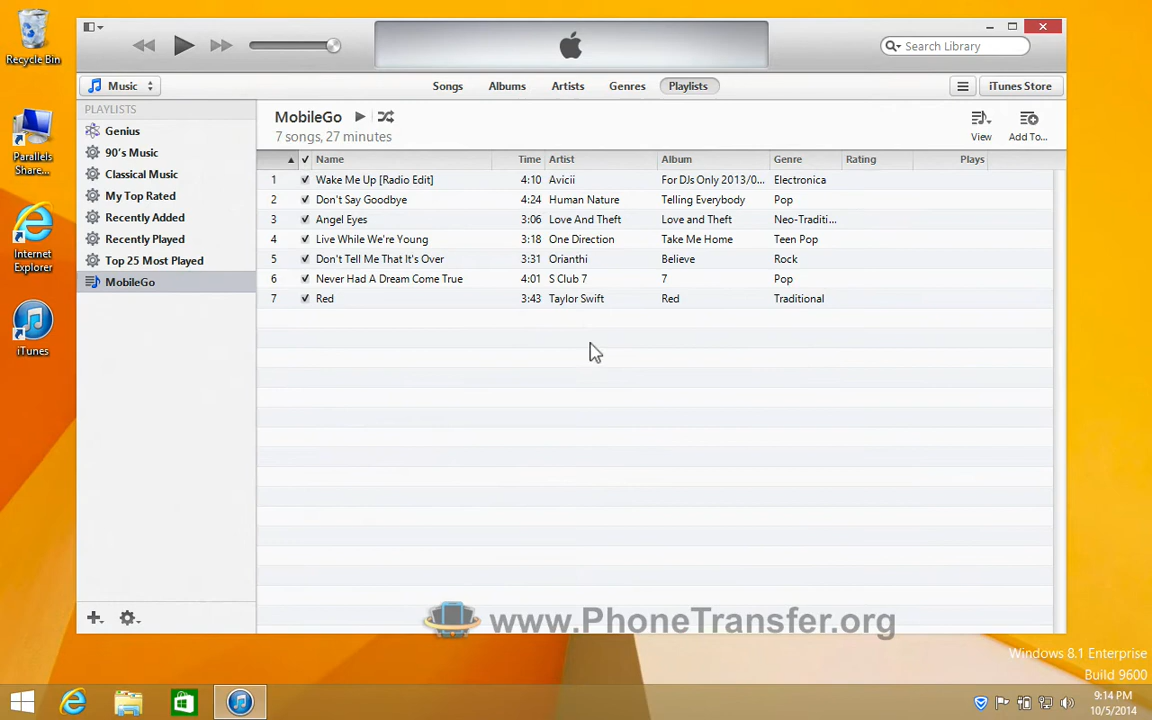 Recycle Bin
Parallels
Share...
Internet
Explorer
iTunes
Search Library
Music
Songs
Albums
Artists
Genres
Playlists
iTunes Store
PLAYLISTS
Genius
90's Music
Classical Music
My Top Rated
Recently Added
Recently Played
Top 25 Most Played
MobileGo
MobileGo
7 songs, 27 minutes
View
Add To...
Name Time Artist Album Genre Rating Plays
1 Wake Me Up [Radio Edit] 4:10 Avicii For DJs Only 2013/0... Electronica
2 Don't Say Goodbye 4:24 Human Nature Telling Everybody Pop
3 Angel Eyes 3:06 Love And Theft Love and Theft Neo-Traditi...
4 Live While We're Young 3:18 One Direction Take Me Home Teen Pop
5 Don't Tell Me That It's Over 3:31 Orianthi Believe Rock
6 Never Had A Dream Come True 4:01 S Club 7 7 Pop
7 Red 3:43 Taylor Swift Red Traditional
www.PhoneTransfer.org
Windows 8.1 Enterprise
Build 9600
9:14 PM
10/5/2014